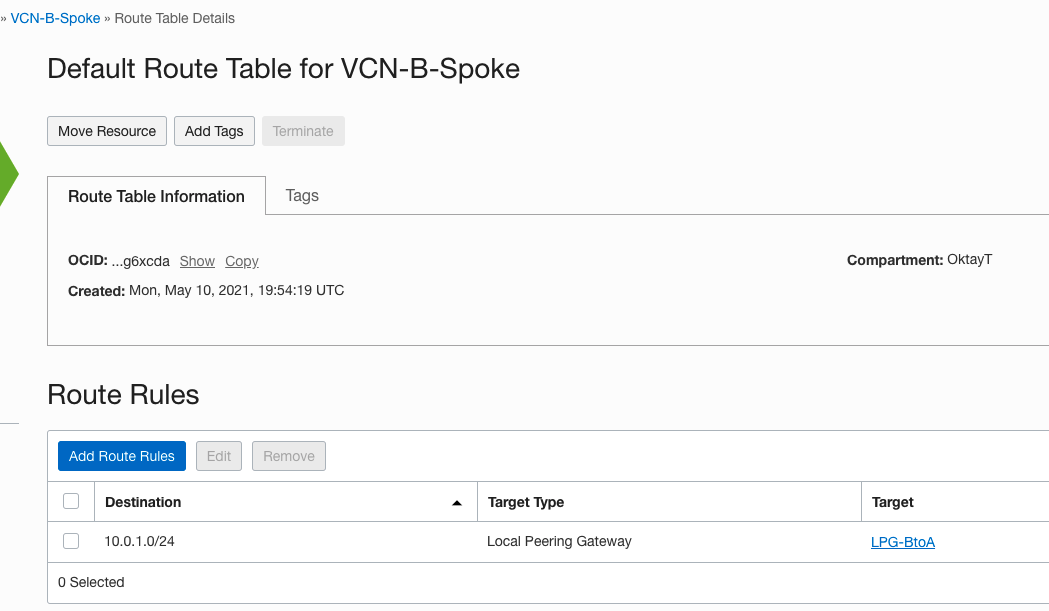 » VCN-B-Spoke » Route Table Details
Default Route Table for VCN-B-Spoke
Move Resource Add Tags Terminate
Route Table Information Tags
OCID: ...g6xcda Show Copy Compartment: OktayT
Created: Mon, May 10, 2021, 19:54:19 UTC
Route Rules
Add Route Rules Edit Remove
Destination Target Type Target
10.0.1.0/24 Local Peering Gateway LPG-BtoA
0 Selected